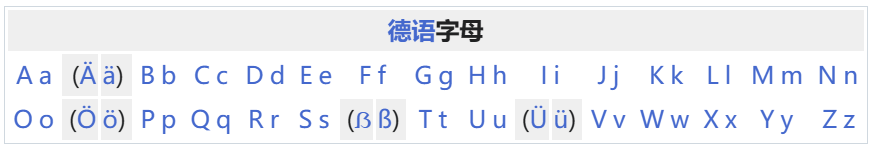 德语字母
A a (Ä ä) B b C c D d E e F f G g H h I i J j K k L l M m N n
O o (Ö ö) P p Q q R r S s (ẞ ß) T t U u (Ü ü) V v W w X x Y y Z z